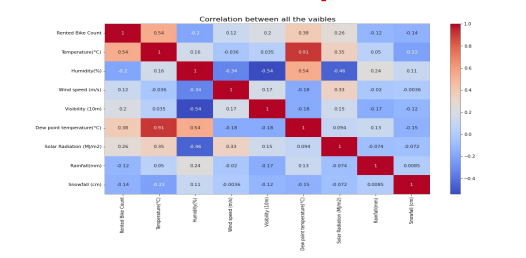 Correlation between all the vaibles
Rented Bike Count 1 0.54 -0.2 0.12 0.2 0.38 0.26 -0.12 -0.14
Temperature(°C) 0.54 1 0.16 -0.036 0.035 0.91 0.35 0.05 -0.22
Humidity(%) -0.2 0.16 1 -0.34 -0.54 0.54 -0.46 0.24 0.11
Wind speed (m/s) 0.12 -0.036 -0.34 1 0.17 -0.18 0.33 -0.02 -0.0036
Visibility (10m) 0.2 0.035 -0.54 0.17 1 -0.18 0.15 -0.17 -0.12
Dew point temperature(°C) 0.38 0.91 0.54 -0.18 -0.18 1 0.094 0.13 -0.15
Solar Radiation (MJ/m2) 0.26 0.35 -0.46 0.33 0.15 0.094 1 -0.074 -0.072
Rainfall(mm) -0.12 0.05 0.24 -0.02 -0.17 0.13 -0.074 1 0.0085
Snowfall (cm) -0.14 -0.22 0.11 -0.0036 -0.12 -0.15 -0.072 0.0085 1
Rented Bike Count
Temperature(°C)
Humidity(%)
Wind speed (m/s)
Visibility (10m)
Dew point temperature(°C)
Solar Radiation (MJ/m2)
Rainfall(mm)
Snowfall (cm)
1.0
0.8
0.6
0.4
0.2
0.0
-0.2
-0.4